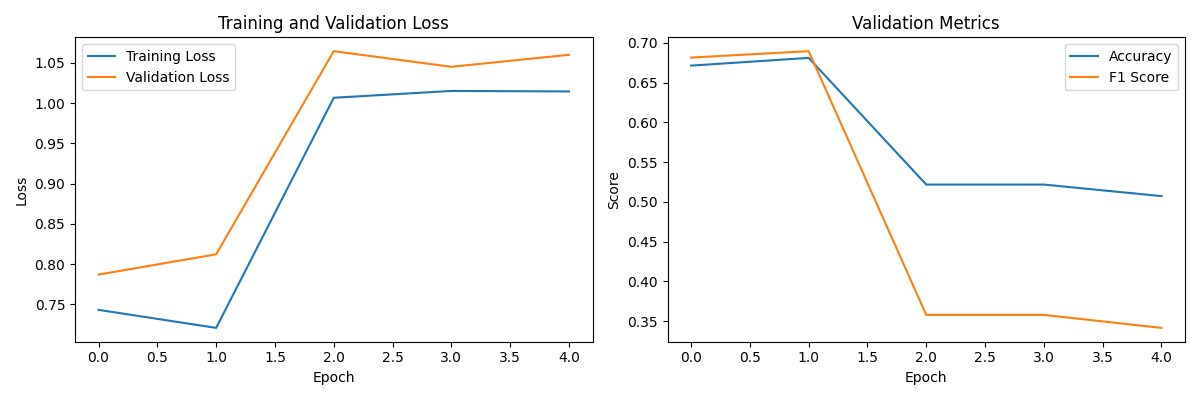 Training and Validation Loss
Training Loss
Validation Loss
1.05
1.00
0.95
0.90
0.85
0.80
0.75
Loss
0.0 0.5 1.0 1.5 2.0 2.5 3.0 3.5 4.0
Epoch
Validation Metrics
Accuracy
F1 Score
0.70
0.65
0.60
0.55
0.50
0.45
0.40
0.35
Score
0.0 0.5 1.0 1.5 2.0 2.5 3.0 3.5 4.0
Epoch